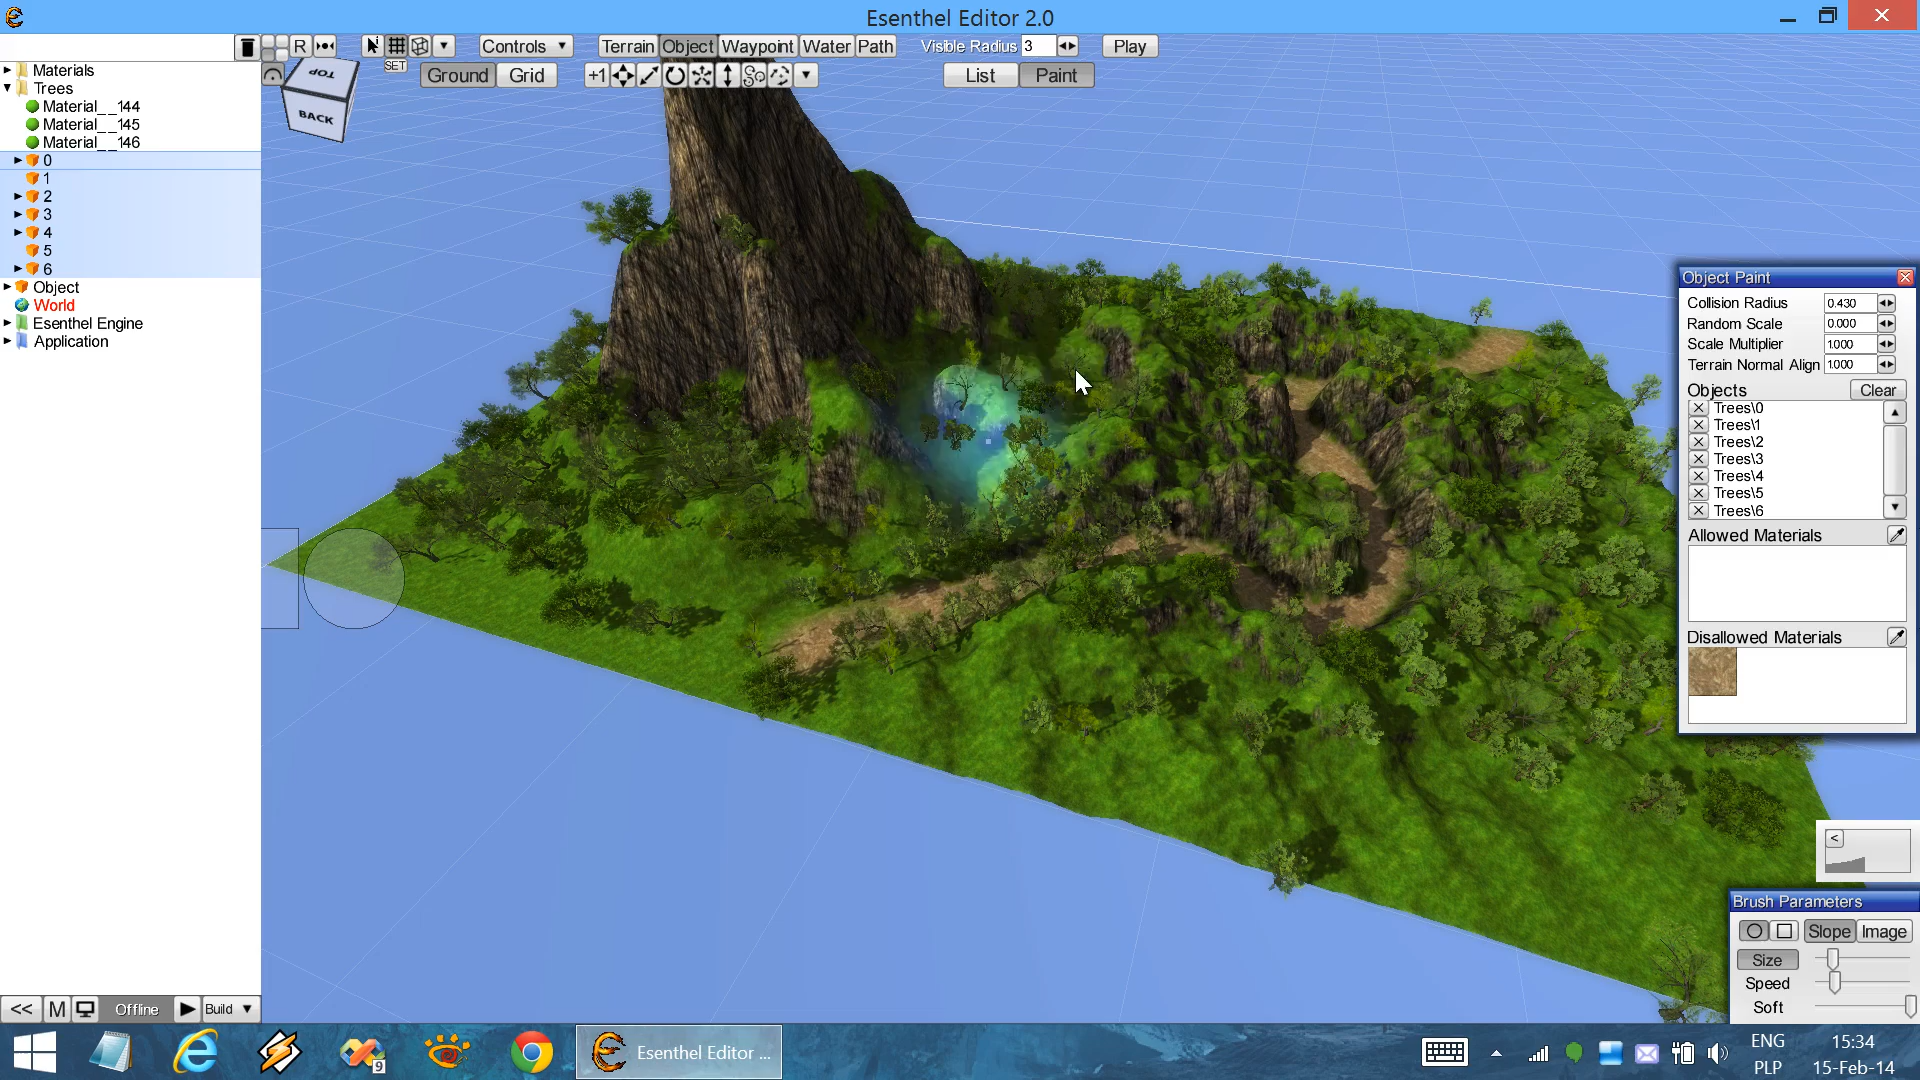 Esenthel Editor 2.0
R
Controls
Terrain Object Waypoint Water Path
Visible Radius 3
Play
SET
Ground Grid
+1
List Paint
TOP
BACK
Materials
Trees
Material__144
Material__145
Material__146
0
1
2
3
4
5
6
Object
World
Esenthel Engine
Application
Object Paint
Collision Radius 0.430
Random Scale 0.000
Scale Multiplier 1.000
Terrain Normal Align 1.000
Objects Clear
Trees\0
Trees\1
Trees\2
Trees\3
Trees\4
Trees\5
Trees\6
Allowed Materials
Disallowed Materials
<
Brush Parameters
Slope Image
Size
Speed
Soft
<< M Offline Build
9
Esenthel Editor ...
ENG
PLP
15:34
15-Feb-14